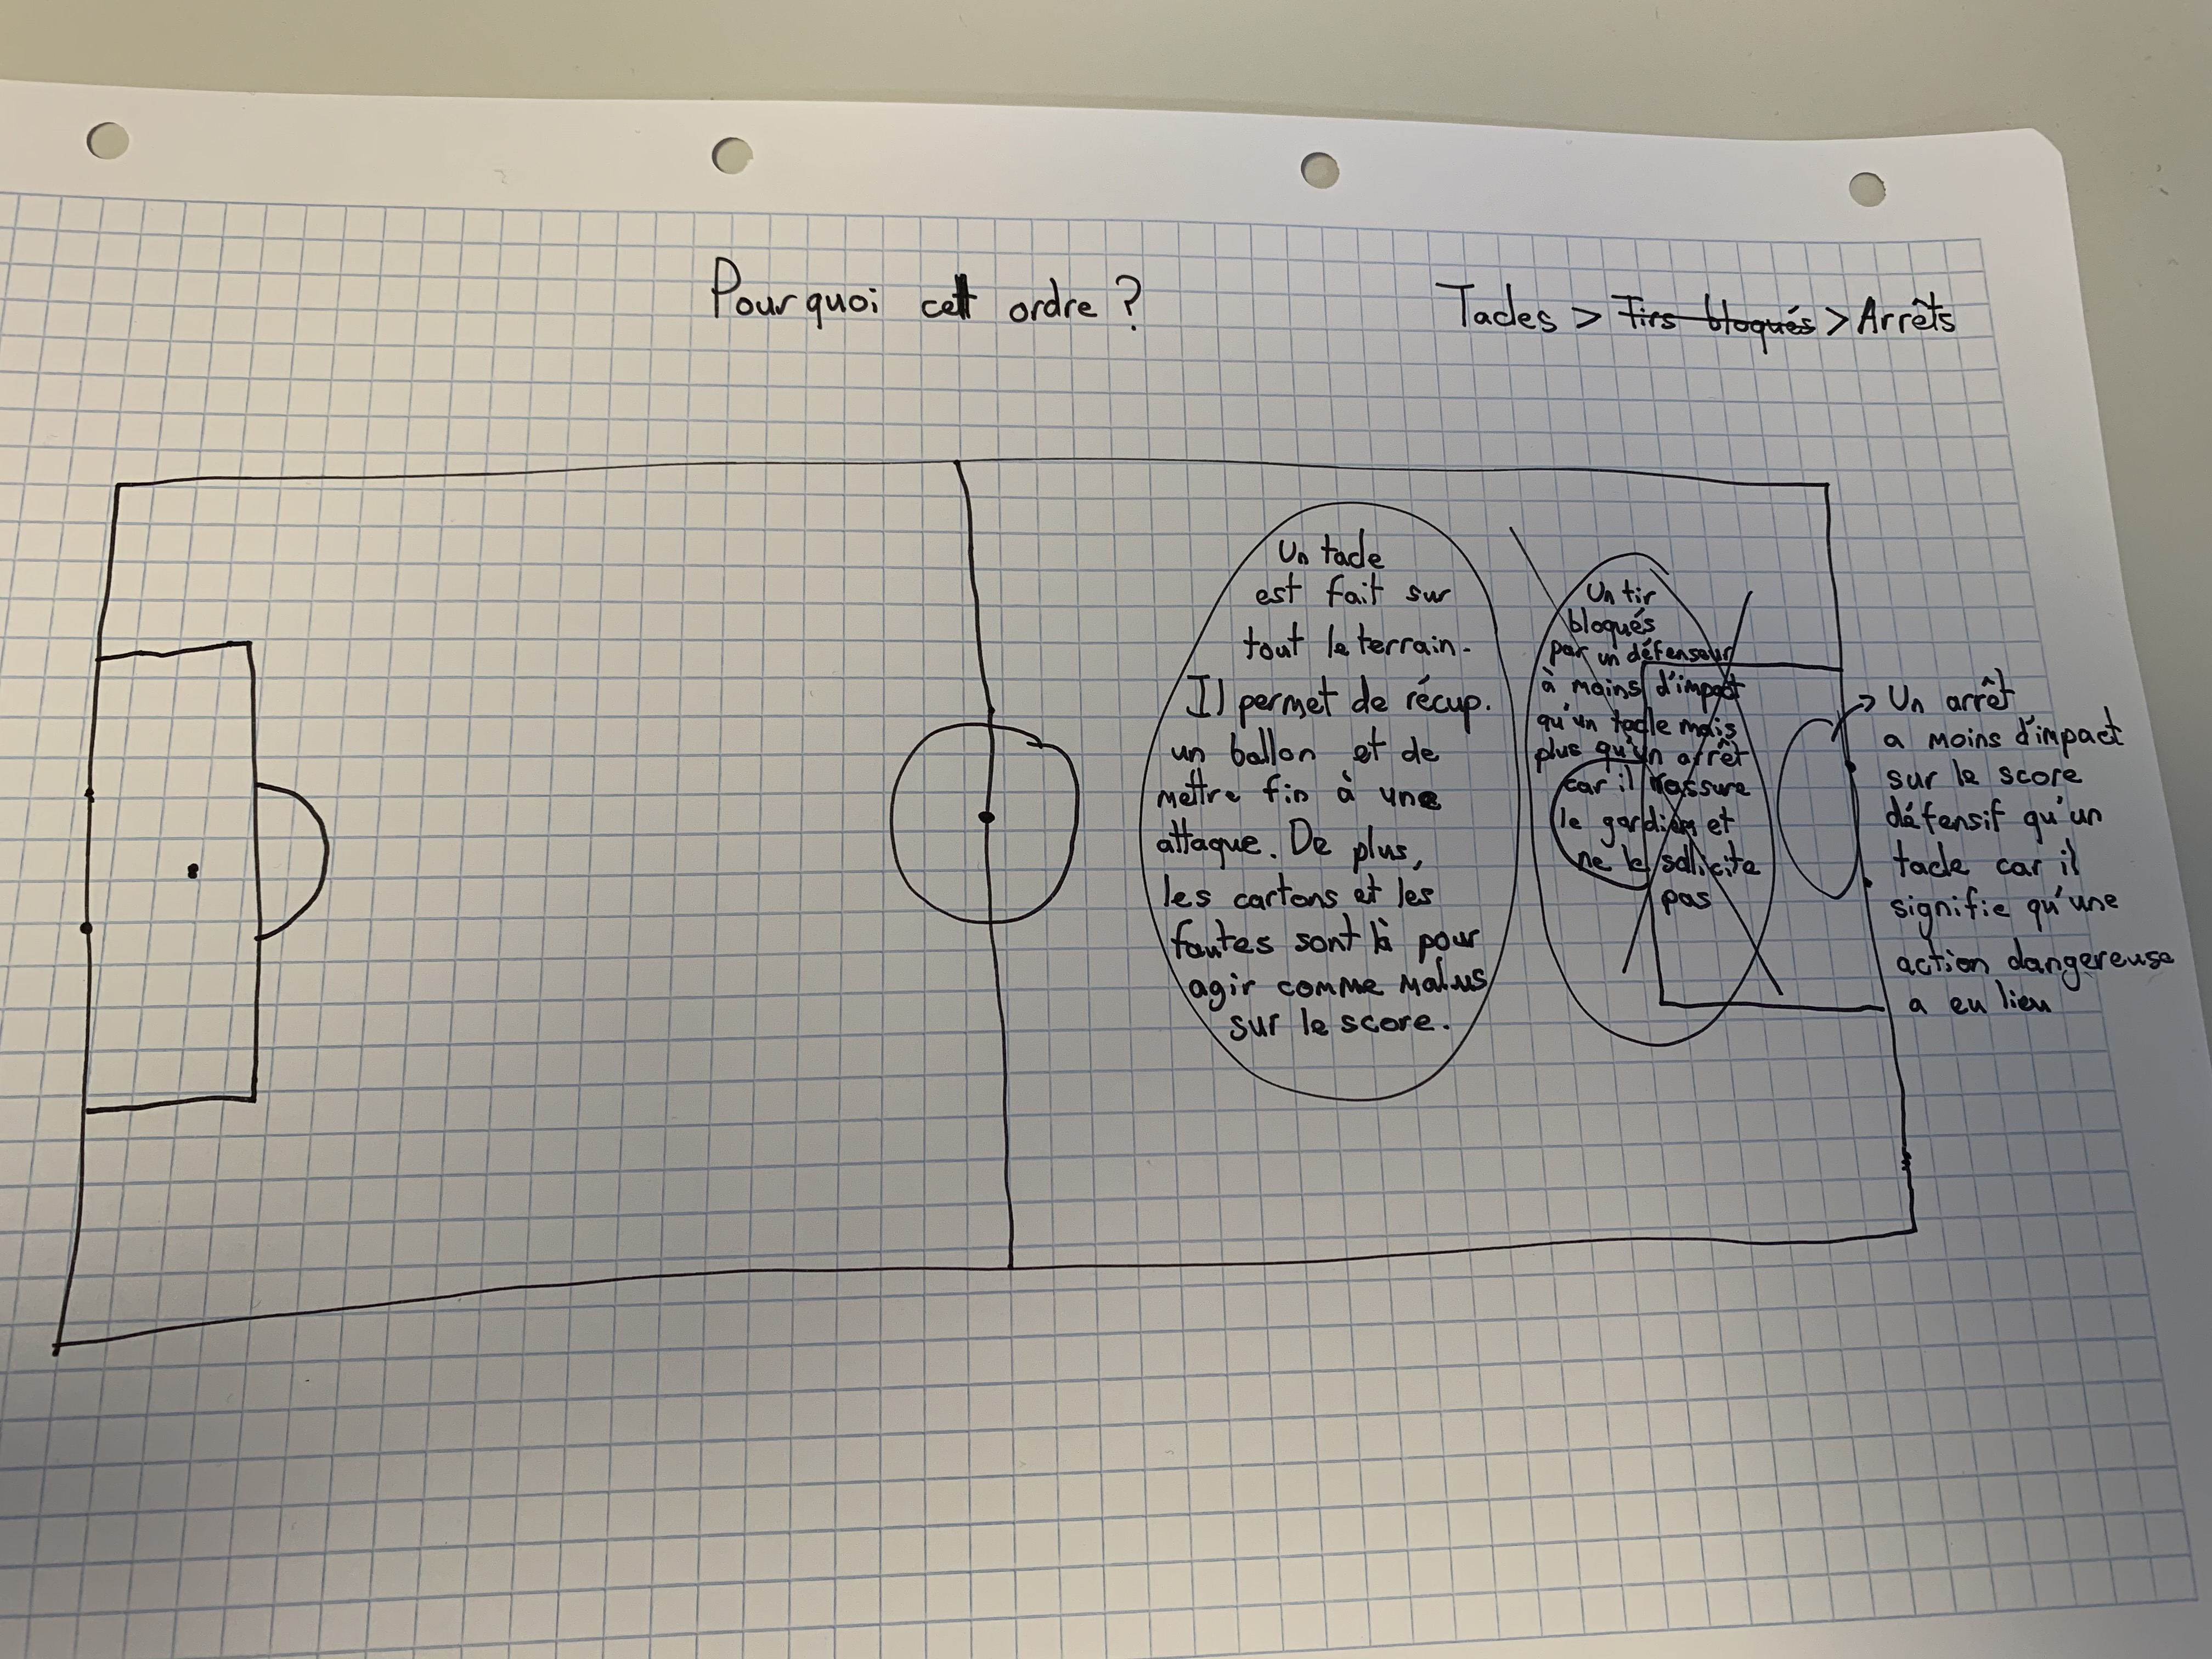 Pourquoi cet ordre ?
Tacles > Tirs bloqués > Arrêts
Un tacle
est fait sur
tout le terrain.
Il permet de récup.
un ballon et de
mettre fin à une
attaque. De plus,
les cartons et les
fautes sont là pour
agir comme malus
sur le score.
Un tir
bloqués
par un défenseur
à moins d'impact
qu'un tacle mais
plus qu'un arrêt
car il rassure
le gardien et
ne le sollicite
pas
Un arrêt
a moins d'impact
sur le score
défensif qu'un
tacle car il
signifie qu'une
action dangereuse
a eu lieu